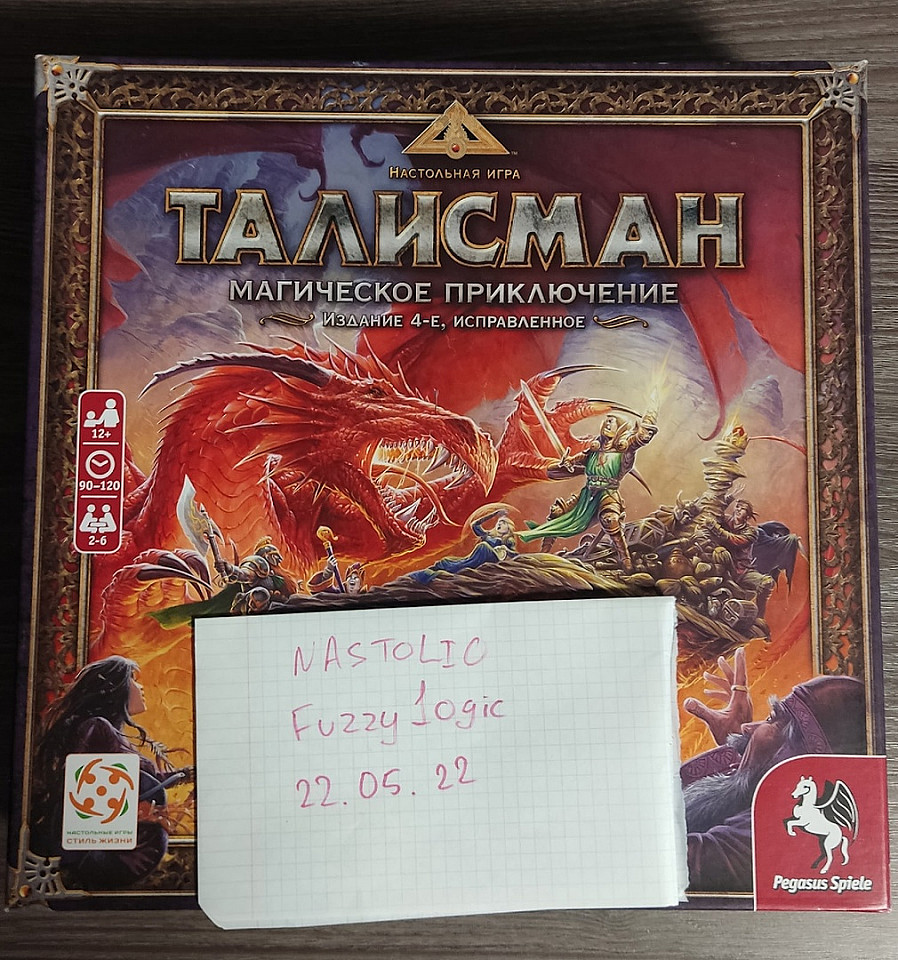 Настольная игра
ТАЛИСМАН
МАГИЧЕСКОЕ ПРИКЛЮЧЕНИЕ
Издание 4-е, исправленное
12+
90–120
2-6
NASTOLIC
Fuzzy logic
22.05.22
НАСТОЛЬНЫЕ ИГРЫ
СТИЛЬ ЖИЗНИ
Pegasus Spiele